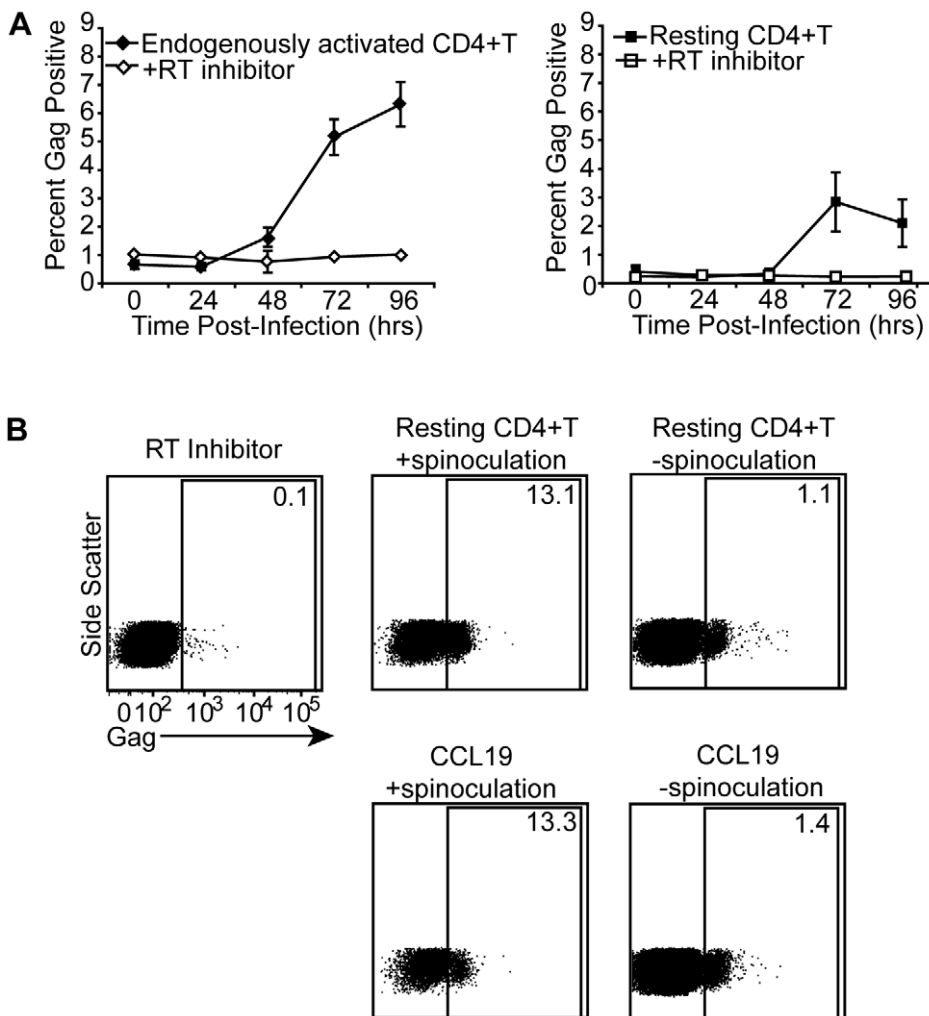 A
Percent Gag Positive
9
8
7
6
5
4
3
2
1
0
Endogenously activated CD4+T
+RT inhibitor
0 24 48 72 96
Time Post-Infection (hrs)
Percent Gag Positive
9
8
7
6
5
4
3
2
1
0
Resting CD4+T
+RT inhibitor
0 24 48 72 96
Time Post-Infection (hrs)
B
RT Inhibitor
0.1
Side Scatter
0 10² 10³ 10⁴ 10⁵
Gag
Resting CD4+T
+spinoculation
13.1
Resting CD4+T
-spinoculation
1.1
CCL19
+spinoculation
13.3
CCL19
-spinoculation
1.4